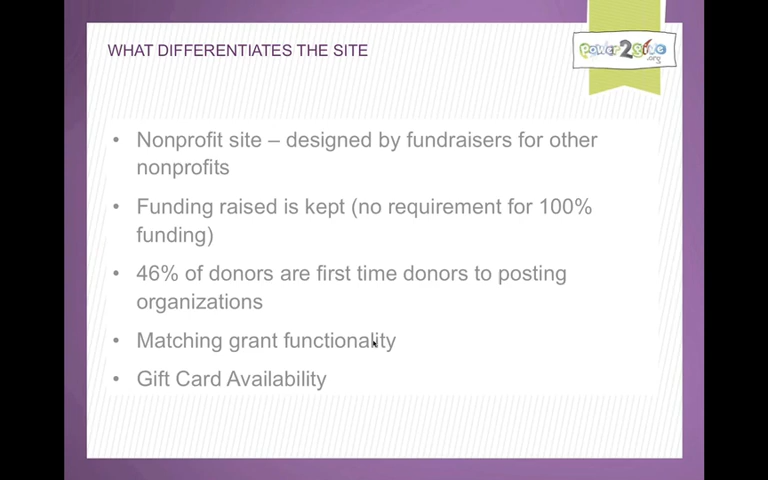 WHAT DIFFERENTIATES THE SITE
power2give
.org
• Nonprofit site – designed by fundraisers for other
nonprofits
• Funding raised is kept (no requirement for 100%
funding)
• 46% of donors are first time donors to posting
organizations
• Matching grant functionality
• Gift Card Availability